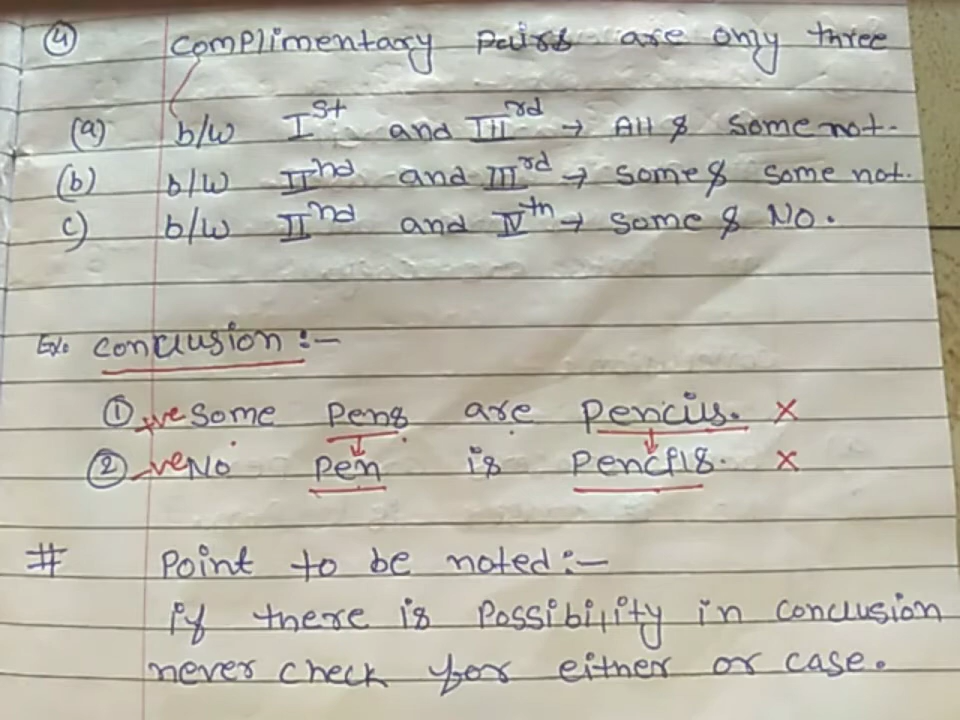 ④ Complimentary Pairs are only three
(a) b/w Iˢᵗ and IIIʳᵈ → All & Some not.
(b) b/w IIⁿᵈ and IIIʳᵈ → Some & Some not.
c) b/w IIⁿᵈ and IVᵗʰ → Some & No.
Ex. Conclusion :-
① +ve Some Pens are Pencils. ×
② -ve No Pen is Pencils. ×
# Point to be noted:-
if there is Possibility in conclusion
never check for either or case.